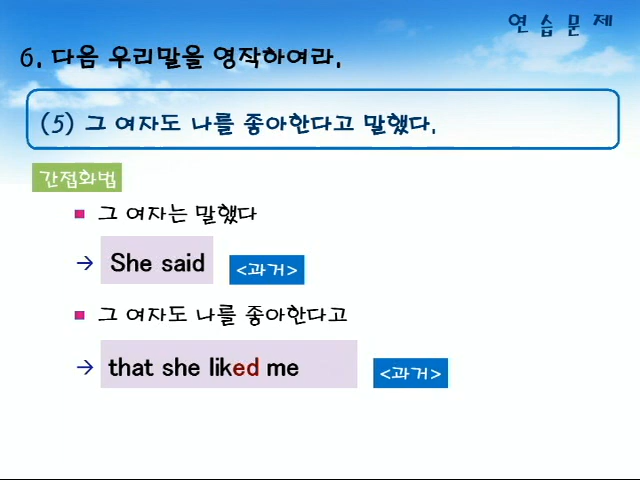 연 습 문 제
6. 다음 우리말을 영작하여라.
(5) 그 여자도 나를 좋아한다고 말했다.
간접화법
■ 그 여자는 말했다
→ She said <과거>
■ 그 여자도 나를 좋아한다고
→ that she liked me <과거>